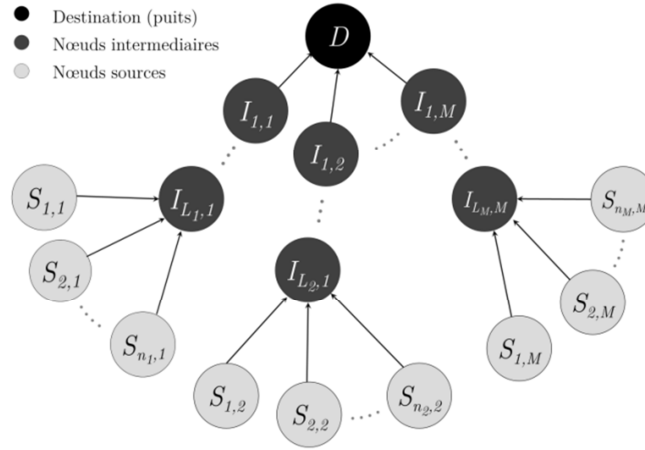 Destination (puits)
Nœuds intermediaires
Nœuds sources
D
I1,1
I1,2
I1,M
S1,1
S2,1
Sn1,1
IL1,1
IL2,1
ILM,M
S1,2
S2,2
Sn2,2
S1,M
S2,M
SnM,M